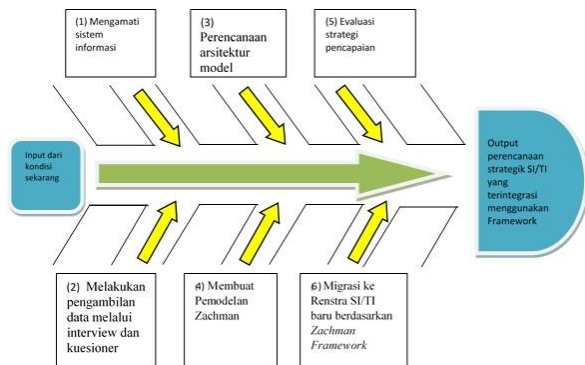 (1) Mengamati
sistem
informasi
(3)
Perencanaan
arsitektur
model
(5) Evaluasi
strategi
pencapaian
Input dari
kondisi
sekarang
Output
perencanaan
strategik SI/TI
yang
terintegrasi
menggunakan
Framework
(2) Melakukan
pengambilan
data melalui
interview dan
kuesioner
4) Membuat
Pemodelan
Zachman
6) Migrasi ke
Renstra SI/TI
baru berdasarkan
Zachman
Framework